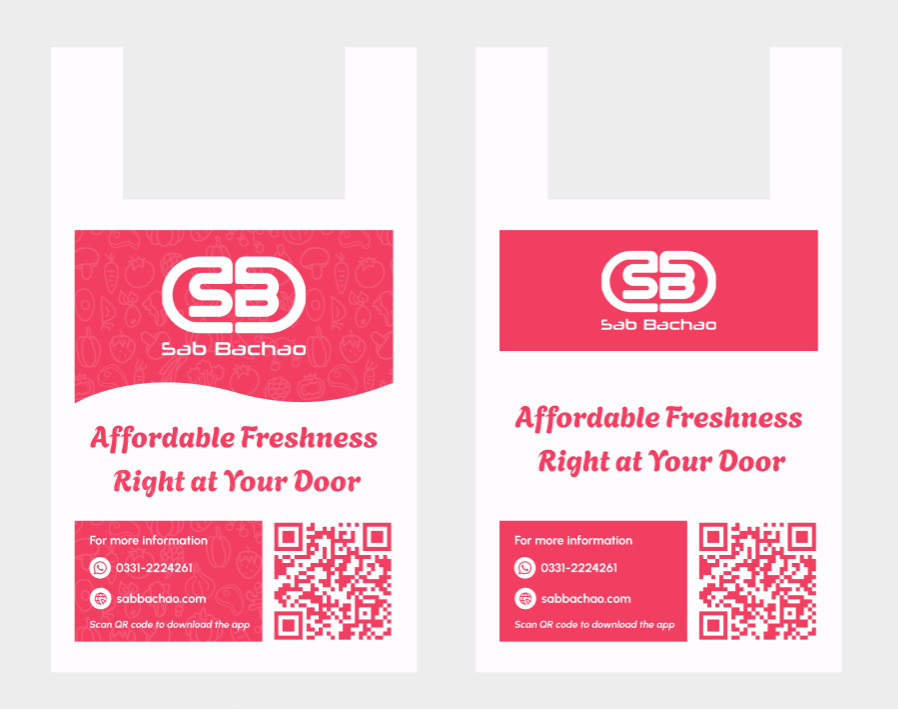 SB
Sab Bachao
Affordable Freshness
Right at Your Door
For more information
0331-2224261
sabbachao.com
Scan QR code to download the app
SB
Sab Bachao
Affordable Freshness
Right at Your Door
For more information
0331-2224261
sabbachao.com
Scan QR code to download the app